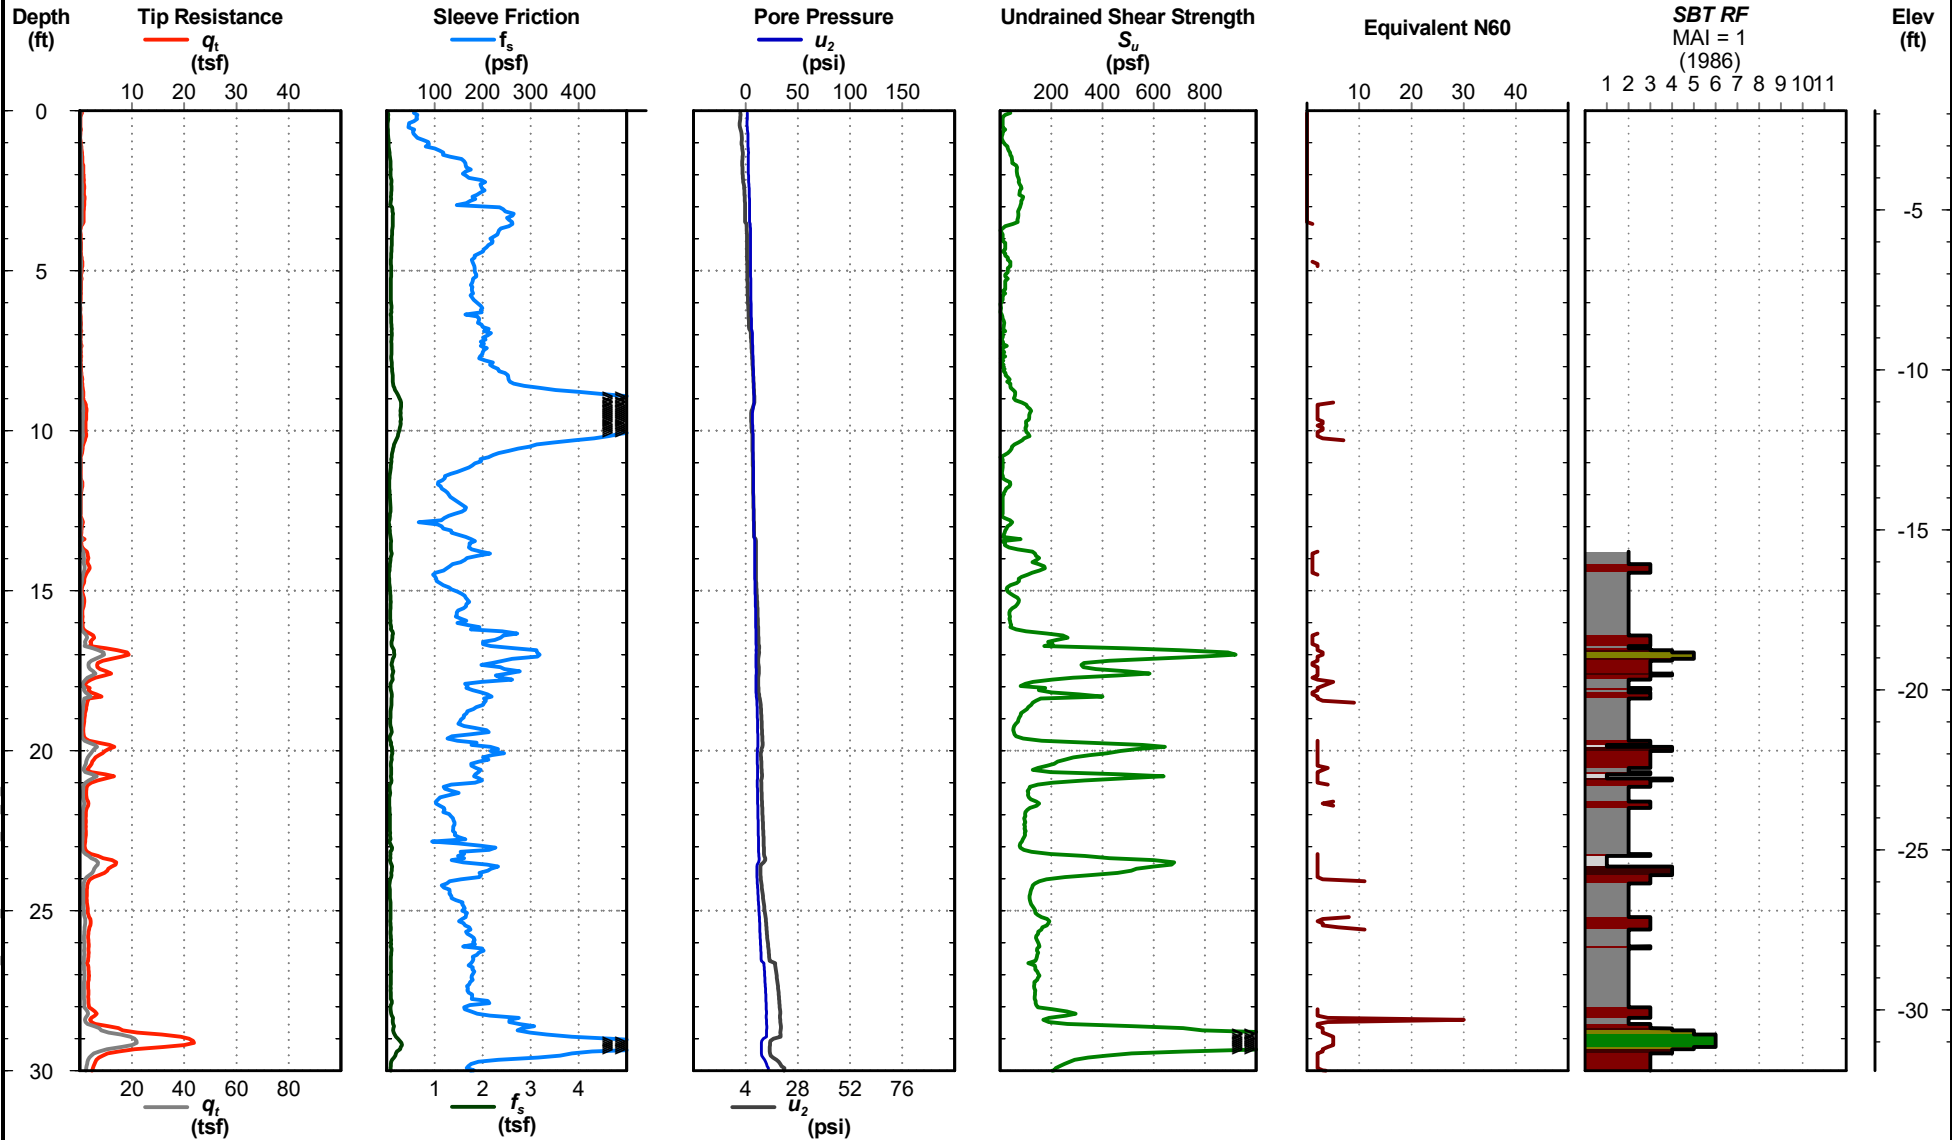 Depth Tip Resistance Sleeve Friction Pore Pressure Undrained Shear Strength Equivalent N60 SBT RF Elev
(ft) qt fs u2 Su MAI = 1 (ft)
(tsf) (psf) (psi) (psf) (1986)
10 20 30 40 100 200 300 400 0 50 100 150 200 400 600 800 10 20 30 40 1 2 3 4 5 6 7 8 9 10 11
0
-5
5
-10
10
-15
15
-20
20
-25
25
-30
30
20 40 60 80 1 2 3 4 4 28 52 76
qt fs u2
(tsf) (tsf) (psi)